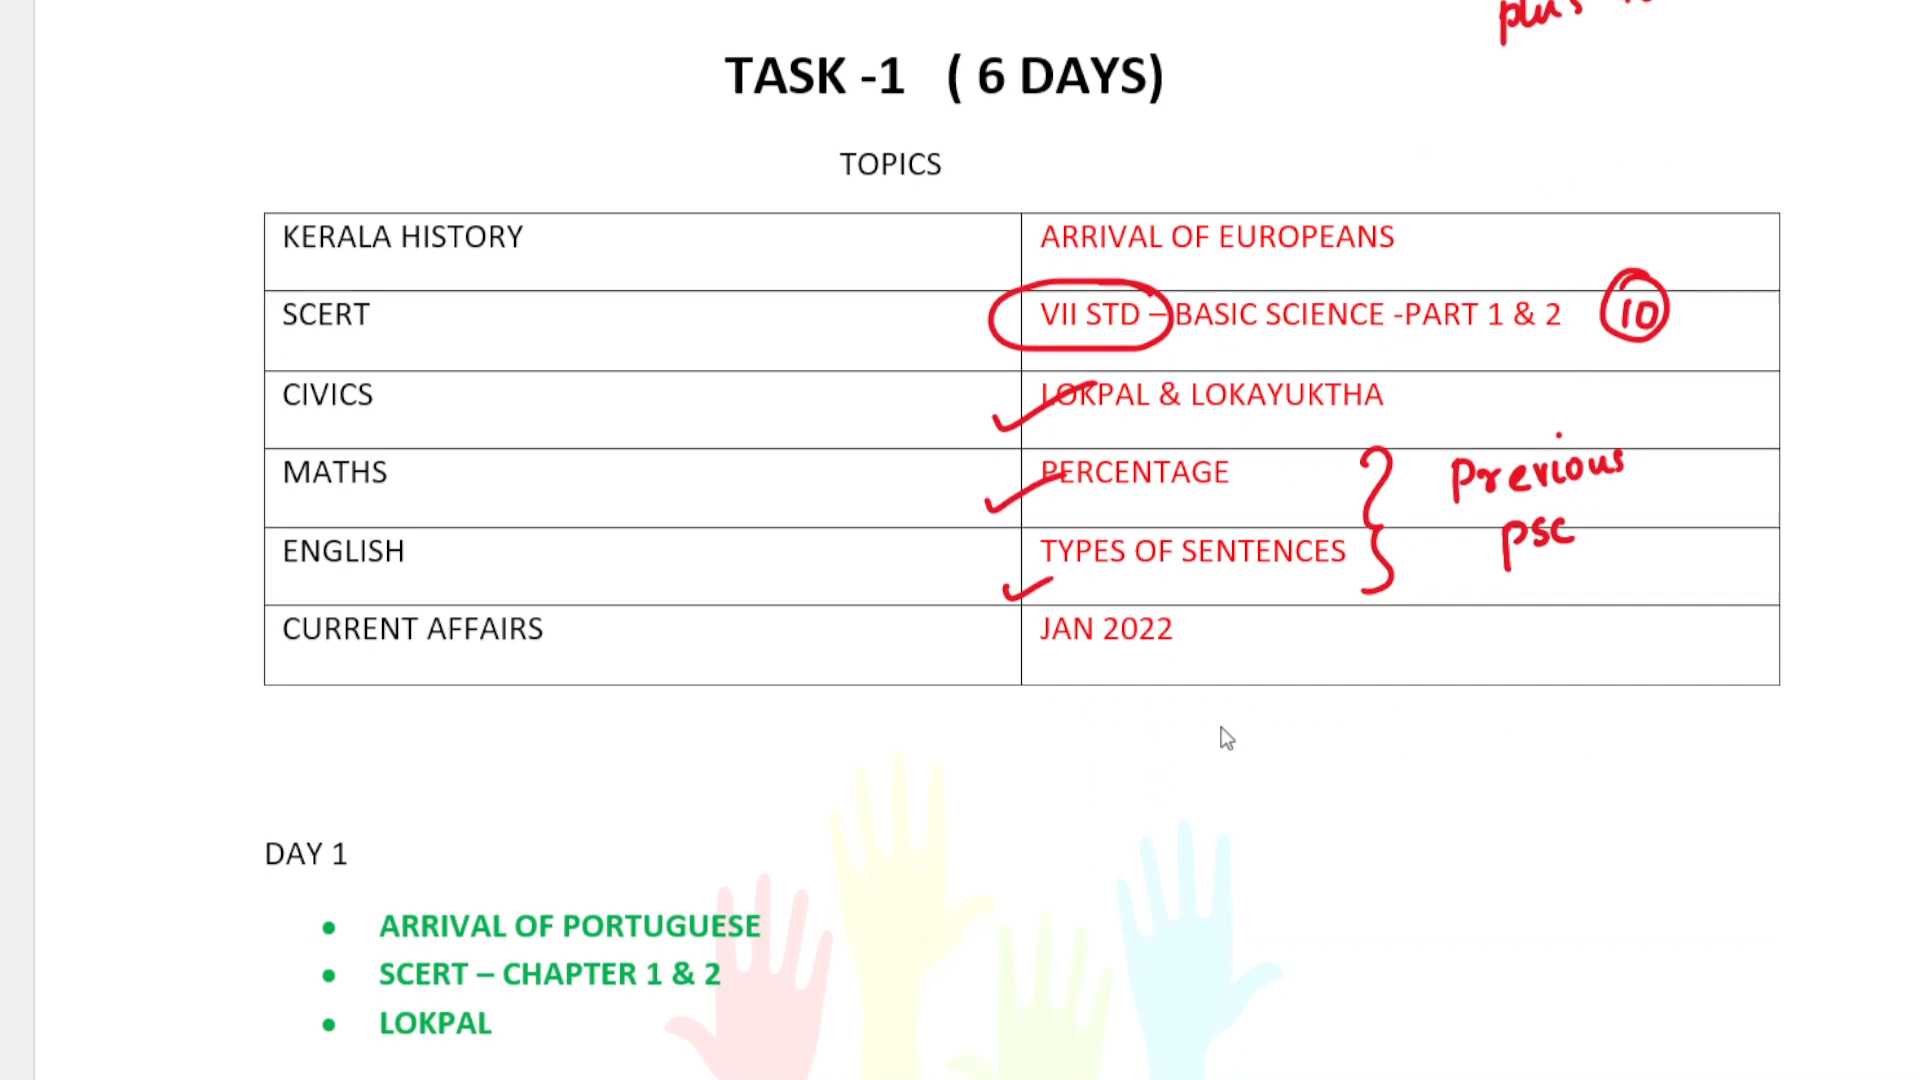 plus
TASK -1 ( 6 DAYS)
TOPICS
KERALA HISTORY ARRIVAL OF EUROPEANS
SCERT VII STD – BASIC SCIENCE -PART 1 & 2 10
CIVICS LOKPAL & LOKAYUKTHA
MATHS PERCENTAGE Previous
ENGLISH TYPES OF SENTENCES PSC
CURRENT AFFAIRS JAN 2022
DAY 1
• ARRIVAL OF PORTUGUESE
• SCERT – CHAPTER 1 & 2
• LOKPAL